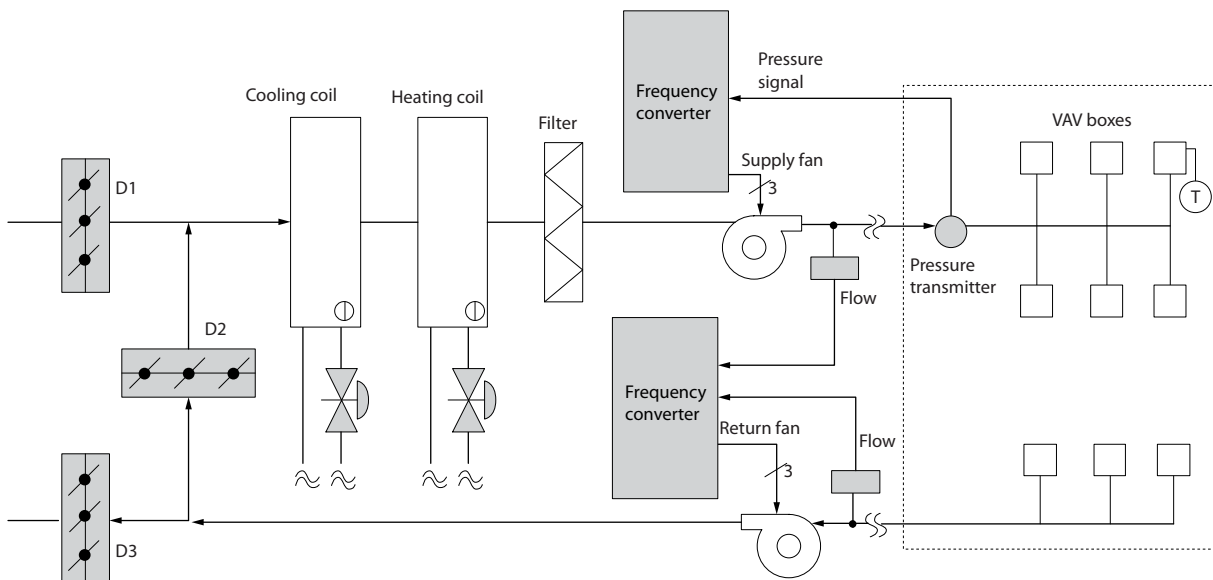 Cooling coil
Heating coil
Filter
Frequency
converter
Pressure
signal
VAV boxes
D1
Supply fan
3
T
Pressure
transmitter
Flow
D2
Frequency
converter
Return fan
3
Flow
D3